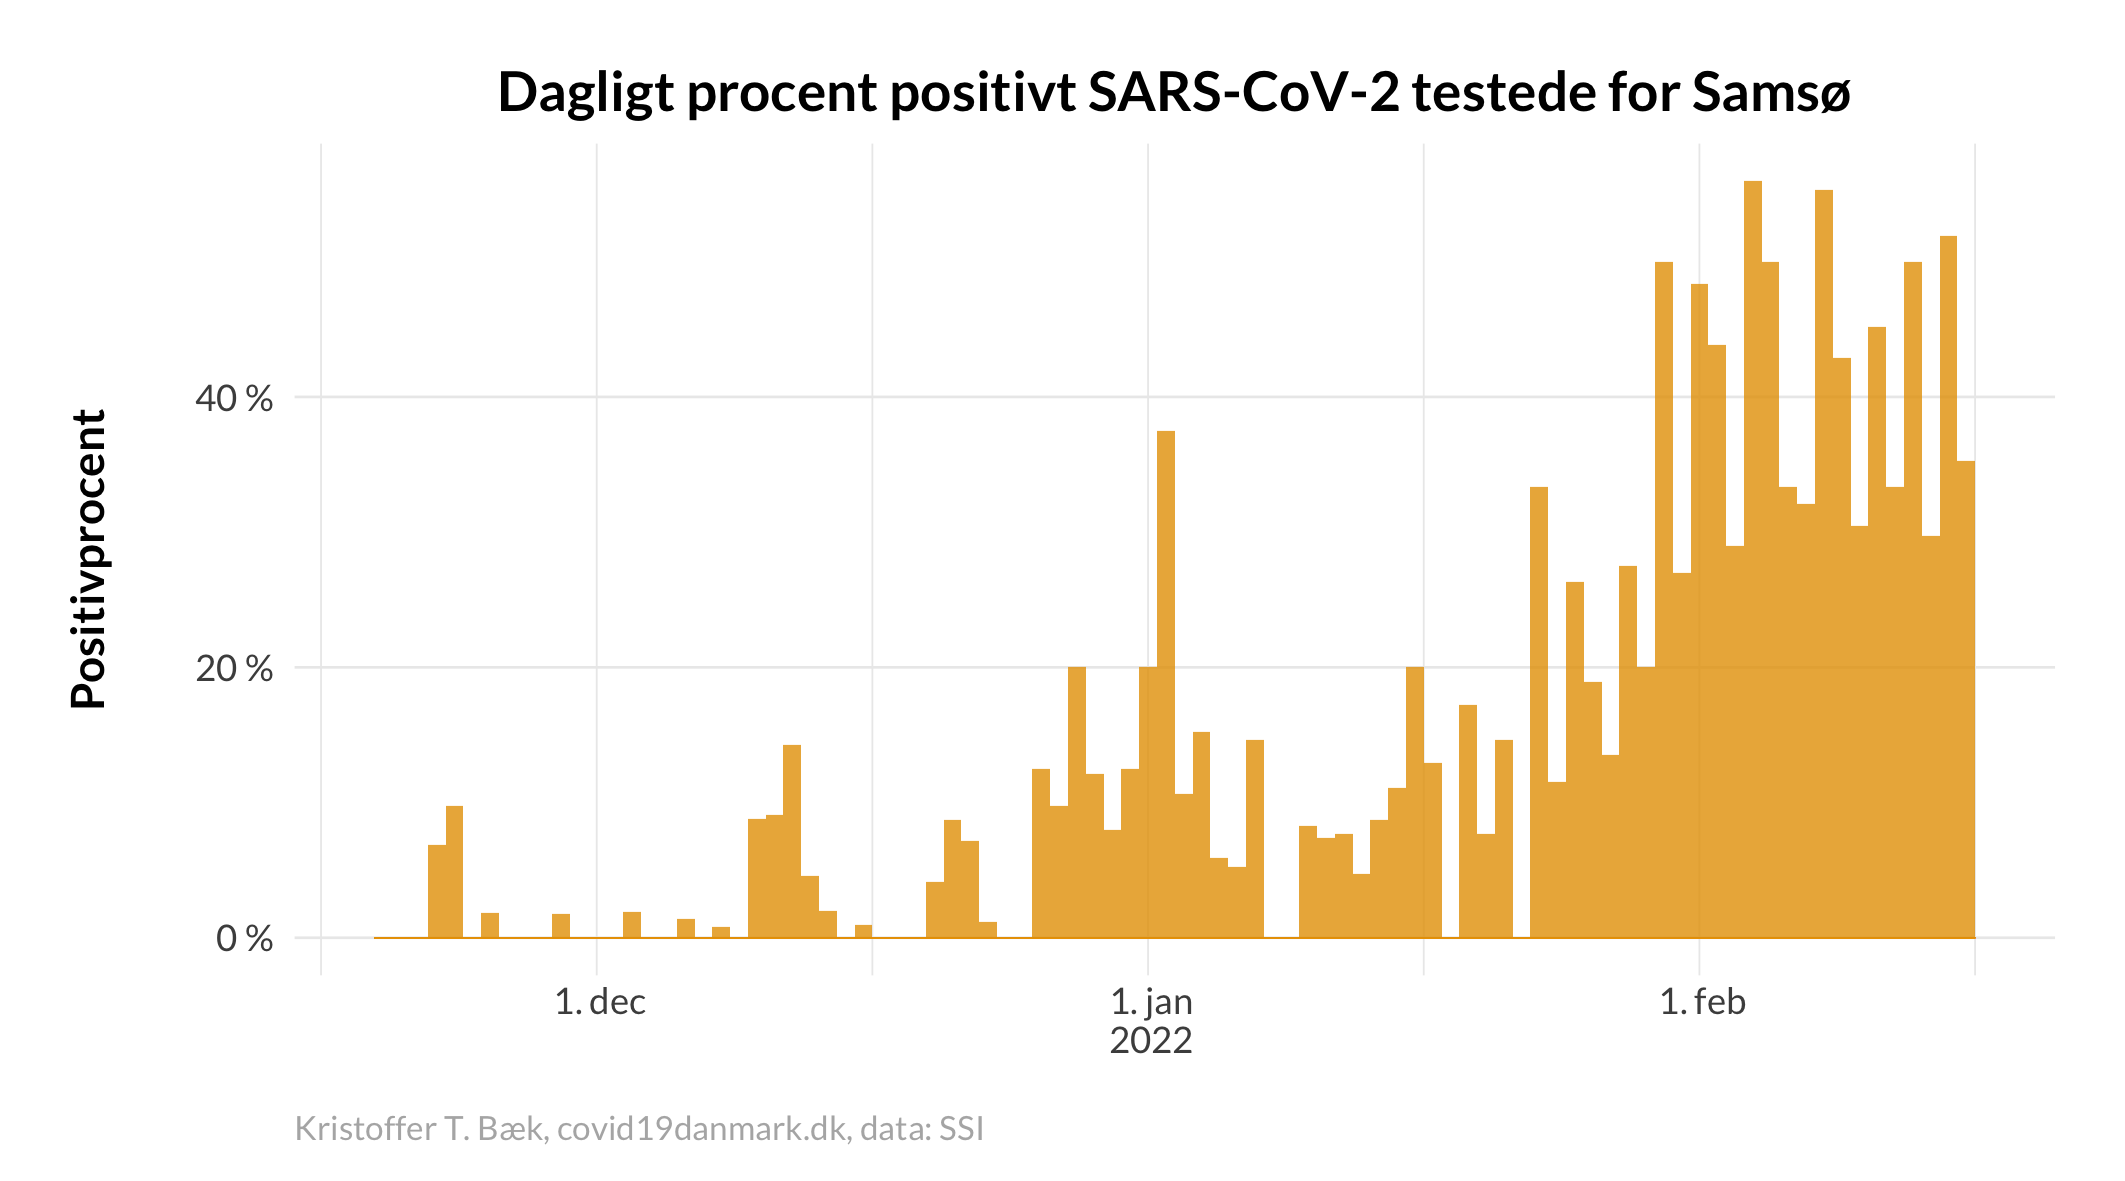 Dagligt procent positivt SARS-CoV-2 testede for Samsø
Positivprocent
40 %
20 %
0 %
1. dec
1. jan
2022
1. feb
Kristoffer T. Bæk, covid19danmark.dk, data: SSI